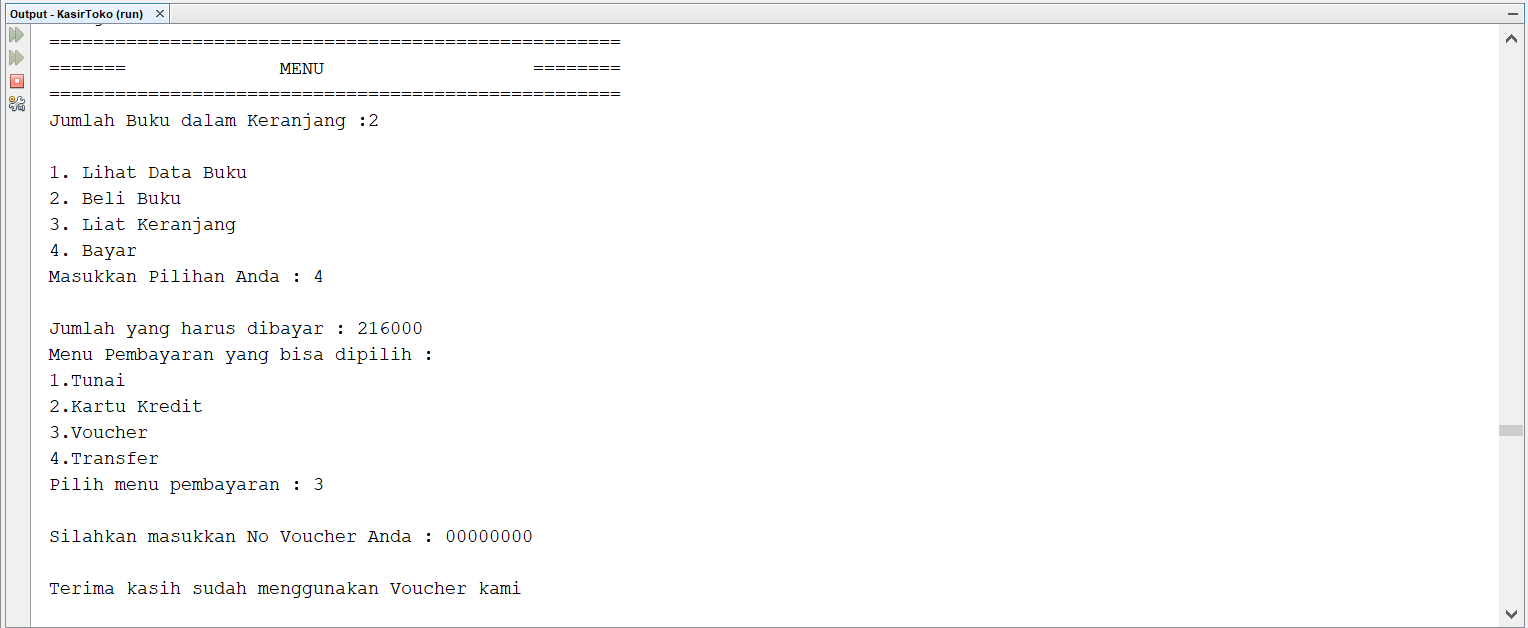 Output - KasirToko (run)
====================================================
======= MENU ========
====================================================
Jumlah Buku dalam Keranjang :2
1. Lihat Data Buku
2. Beli Buku
3. Liat Keranjang
4. Bayar
Masukkan Pilihan Anda : 4
Jumlah yang harus dibayar : 216000
Menu Pembayaran yang bisa dipilih :
1.Tunai
2.Kartu Kredit
3.Voucher
4.Transfer
Pilih menu pembayaran : 3
Silahkan masukkan No Voucher Anda : 00000000
Terima kasih sudah menggunakan Voucher kami